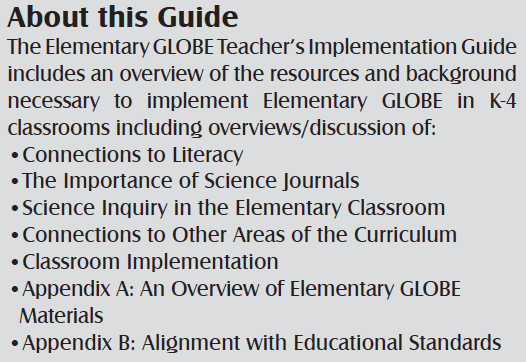 About this Guide
The Elementary GLOBE Teacher's Implementation Guide
includes an overview of the resources and background
necessary to implement Elementary GLOBE in K-4
classrooms including overviews/discussion of:
•Connections to Literacy
•The Importance of Science Journals
•Science Inquiry in the Elementary Classroom
•Connections to Other Areas of the Curriculum
•Classroom Implementation
•Appendix A: An Overview of Elementary GLOBE
Materials
•Appendix B: Alignment with Educational Standards